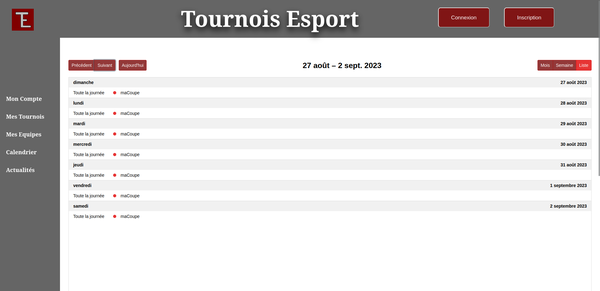 TE
Tournois Esport
Connexion
Inscription
Mon Compte
Mes Tournois
Mes Equipes
Calendrier
Actualités
Précédent
Suivant
Aujourd'hui
27 août – 2 sept. 2023
Mois
Semaine
Liste
dimanche 27 août 2023
Toute la journée maCoupe
lundi 28 août 2023
Toute la journée maCoupe
mardi 29 août 2023
Toute la journée maCoupe
mercredi 30 août 2023
Toute la journée maCoupe
jeudi 31 août 2023
Toute la journée maCoupe
vendredi 1 septembre 2023
Toute la journée maCoupe
samedi 2 septembre 2023
Toute la journée maCoupe